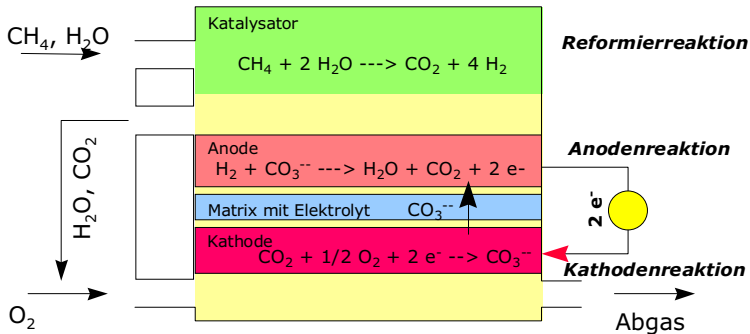 Katalysator
CH₄, H₂O
Reformierreaktion
CH₄ + 2 H₂O ---> CO₂ + 4 H₂
Anode
Anodenreaktion
H₂ + CO₃⁻⁻ ---> H₂O + CO₂ + 2 e-
H₂O, CO₂
Matrix mit Elektrolyt CO₃⁻⁻
2 e⁻
Kathode
CO₂ + 1/2 O₂ + 2 e⁻ --> CO₃⁻⁻
Kathodenreaktion
O₂
Abgas